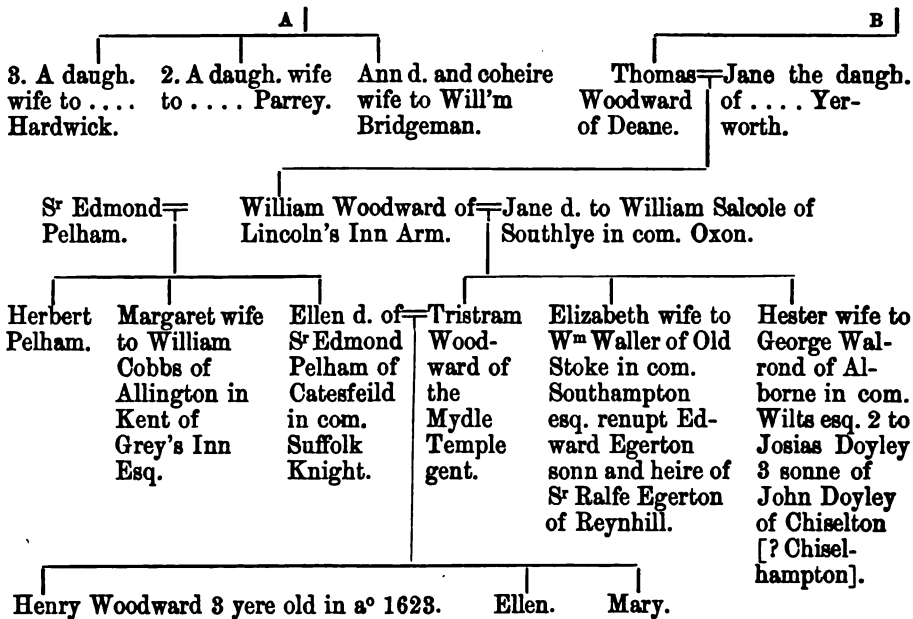 A
B
3. A daugh.
wife to ....
Hardwick.
2. A daugh. wife
to .... Parrey.
Ann d. and coheire
wife to Will'm
Bridgeman.
Thomas
Woodward
of Deane.
Jane the daugh.
of .... Yer-
worth.
Sr Edmond
Pelham.
William Woodward of
Lincoln's Inn Arm.
Jane d. to William Salcole of
Southlye in com. Oxon.
Herbert
Pelham.
Margaret wife
to William
Cobbs of
Allington in
Kent of
Grey's Inn
Esq.
Ellen d. of
Sr Edmond
Pelham of
Catesfeild
in com.
Suffolk
Knight.
Tristram
Wood-
ward of
the
Mydle
Temple
gent.
Elizabeth wife to
Wm Waller of Old
Stoke in com.
Southampton
esq. renupt Ed-
ward Egerton
sonn and heire of
Sr Ralfe Egerton
of Reynhill.
Hester wife to
George Wal-
rond of Al-
borne in com.
Wilts esq. 2 to
Josias Doyley
3 sonne of
John Doyley
of Chiselton
[? Chisel-
hampton].
Henry Woodward 3 yere old in ao 1623.
Ellen.
Mary.